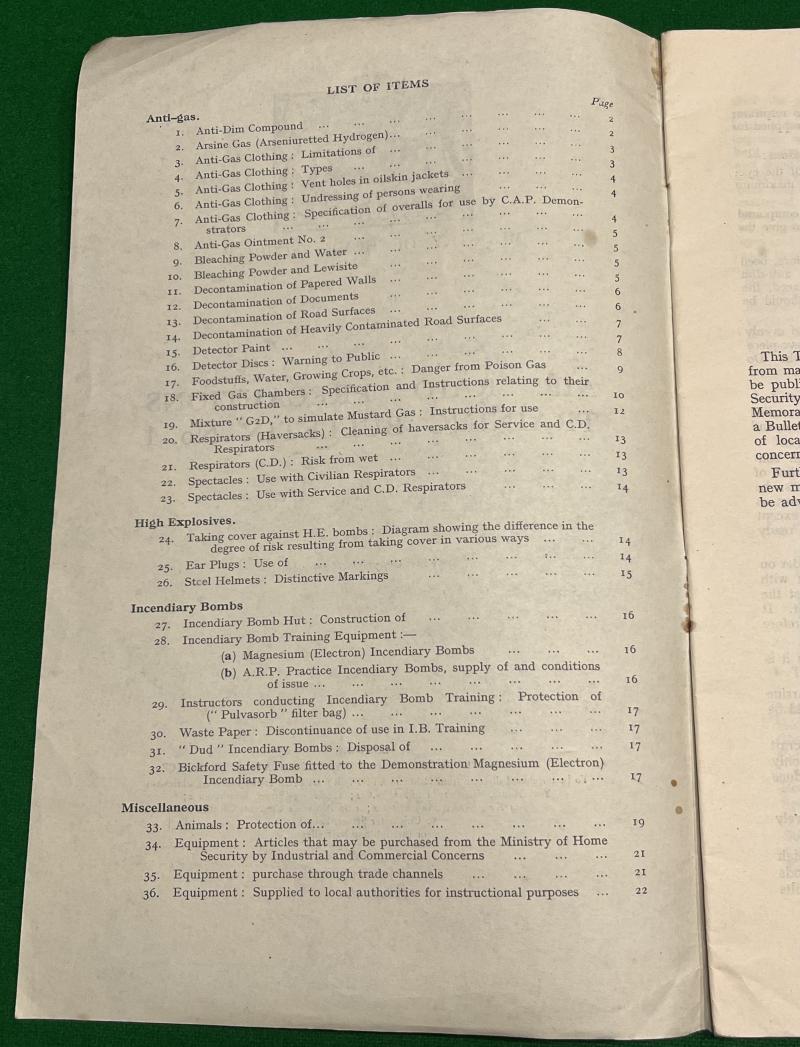 LIST OF ITEMS
Page
Anti-gas.
1. Anti-Dim Compound ... ... ... ... ... ... ... 2
2. Arsine Gas (Arseniuretted Hydrogen)... ... ... ... ... 2
3. Anti-Gas Clothing : Limitations of ... ... ... ... ... 3
4. Anti-Gas Clothing : Types ... ... ... ... ... ... 3
5. Anti-Gas Clothing : Vent holes in oilskin jackets ... ... ... ... 4
6. Anti-Gas Clothing : Undressing of persons wearing ... ... ... 4
7. Anti-Gas Clothing : Specification of overalls for use by C.A.P. Demon-
strators ... ... ... ... ... ... ... ... 4
8. Anti-Gas Ointment No. 2 ... ... ... ... ... ... 5
9. Bleaching Powder and Water ... ... ... ... ... ... 5
10. Bleaching Powder and Lewisite ... ... ... ... ... 5
11. Decontamination of Papered Walls ... ... ... ... ... 5
12. Decontamination of Documents ... ... ... ... ... 6
13. Decontamination of Road Surfaces ... ... ... ... ... 6
14. Decontamination of Heavily Contaminated Road Surfaces ... ... 7
15. Detector Paint ... ... ... ... ... ... ... ... 7
16. Detector Discs : Warning to Public ... ... ... ... ... 8
17. Foodstuffs, Water, Growing Crops, etc. : Danger from Poison Gas ... 9
18. Fixed Gas Chambers : Specification and Instructions relating to their
construction ... ... ... ... ... ... ... ... 10
19. Mixture " G2D," to simulate Mustard Gas : Instructions for use ... 12
20. Respirators (Haversacks) : Cleaning of haversacks for Service and C.D.
Respirators ... ... ... ... ... ... ... 13
21. Respirators (C.D.) : Risk from wet ... ... ... ... ... 13
22. Spectacles : Use with Civilian Respirators ... ... ... ... 13
23. Spectacles : Use with Service and C.D. Respirators ... ... ... 14
High Explosives.
24. Taking cover against H.E. bombs : Diagram showing the difference in the
degree of risk resulting from taking cover in various ways ... ... 14
25. Ear Plugs : Use of ... ... ... ... ... ... ... 14
26. Steel Helmets : Distinctive Markings ... ... ... ... ... 15
Incendiary Bombs
27. Incendiary Bomb Hut : Construction of ... ... ... ... ... 16
28. Incendiary Bomb Training Equipment :—
(a) Magnesium (Electron) Incendiary Bombs ... ... ... 16
(b) A.R.P. Practice Incendiary Bombs, supply of and conditions
of issue ... ... ... ... ... ... ... ... 16
29. Instructors conducting Incendiary Bomb Training : Protection of
(" Pulvasorb " filter bag) ... ... ... ... ... ... ... 17
30. Waste Paper : Discontinuance of use in I.B. Training ... ... ... 17
31. " Dud " Incendiary Bombs : Disposal of ... ... ... ... ... 17
32. Bickford Safety Fuse fitted to the Demonstration Magnesium (Electron)
Incendiary Bomb ... ... ... ... ... ... ... ... 17
Miscellaneous
33. Animals : Protection of... ... ... ... ... ... ... ... 19
34. Equipment : Articles that may be purchased from the Ministry of Home
Security by Industrial and Commercial Concerns ... ... ... 21
35. Equipment : purchase through trade channels ... ... ... ... 21
36. Equipment : Supplied to local authorities for instructional purposes ... 22
This
from
be
Security
a
of
new
be